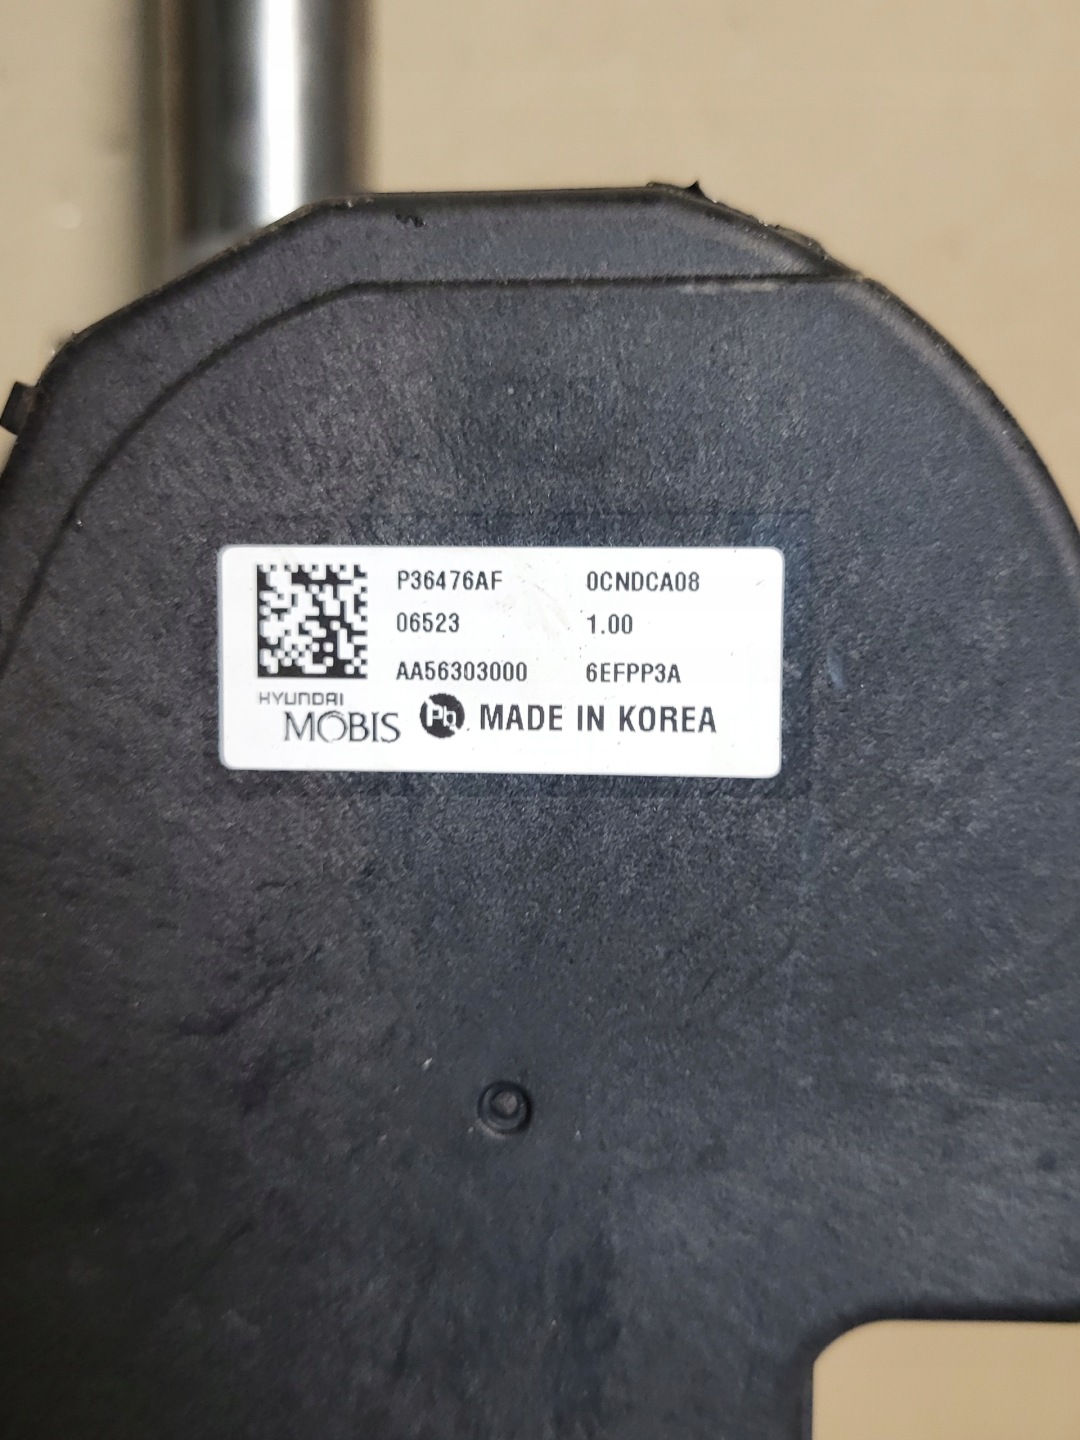 P36476AF 0CNDCA08
06523 1.00
AA56303000 6EFPP3A
HYUNDAI
MOBIS Pb MADE IN KOREA